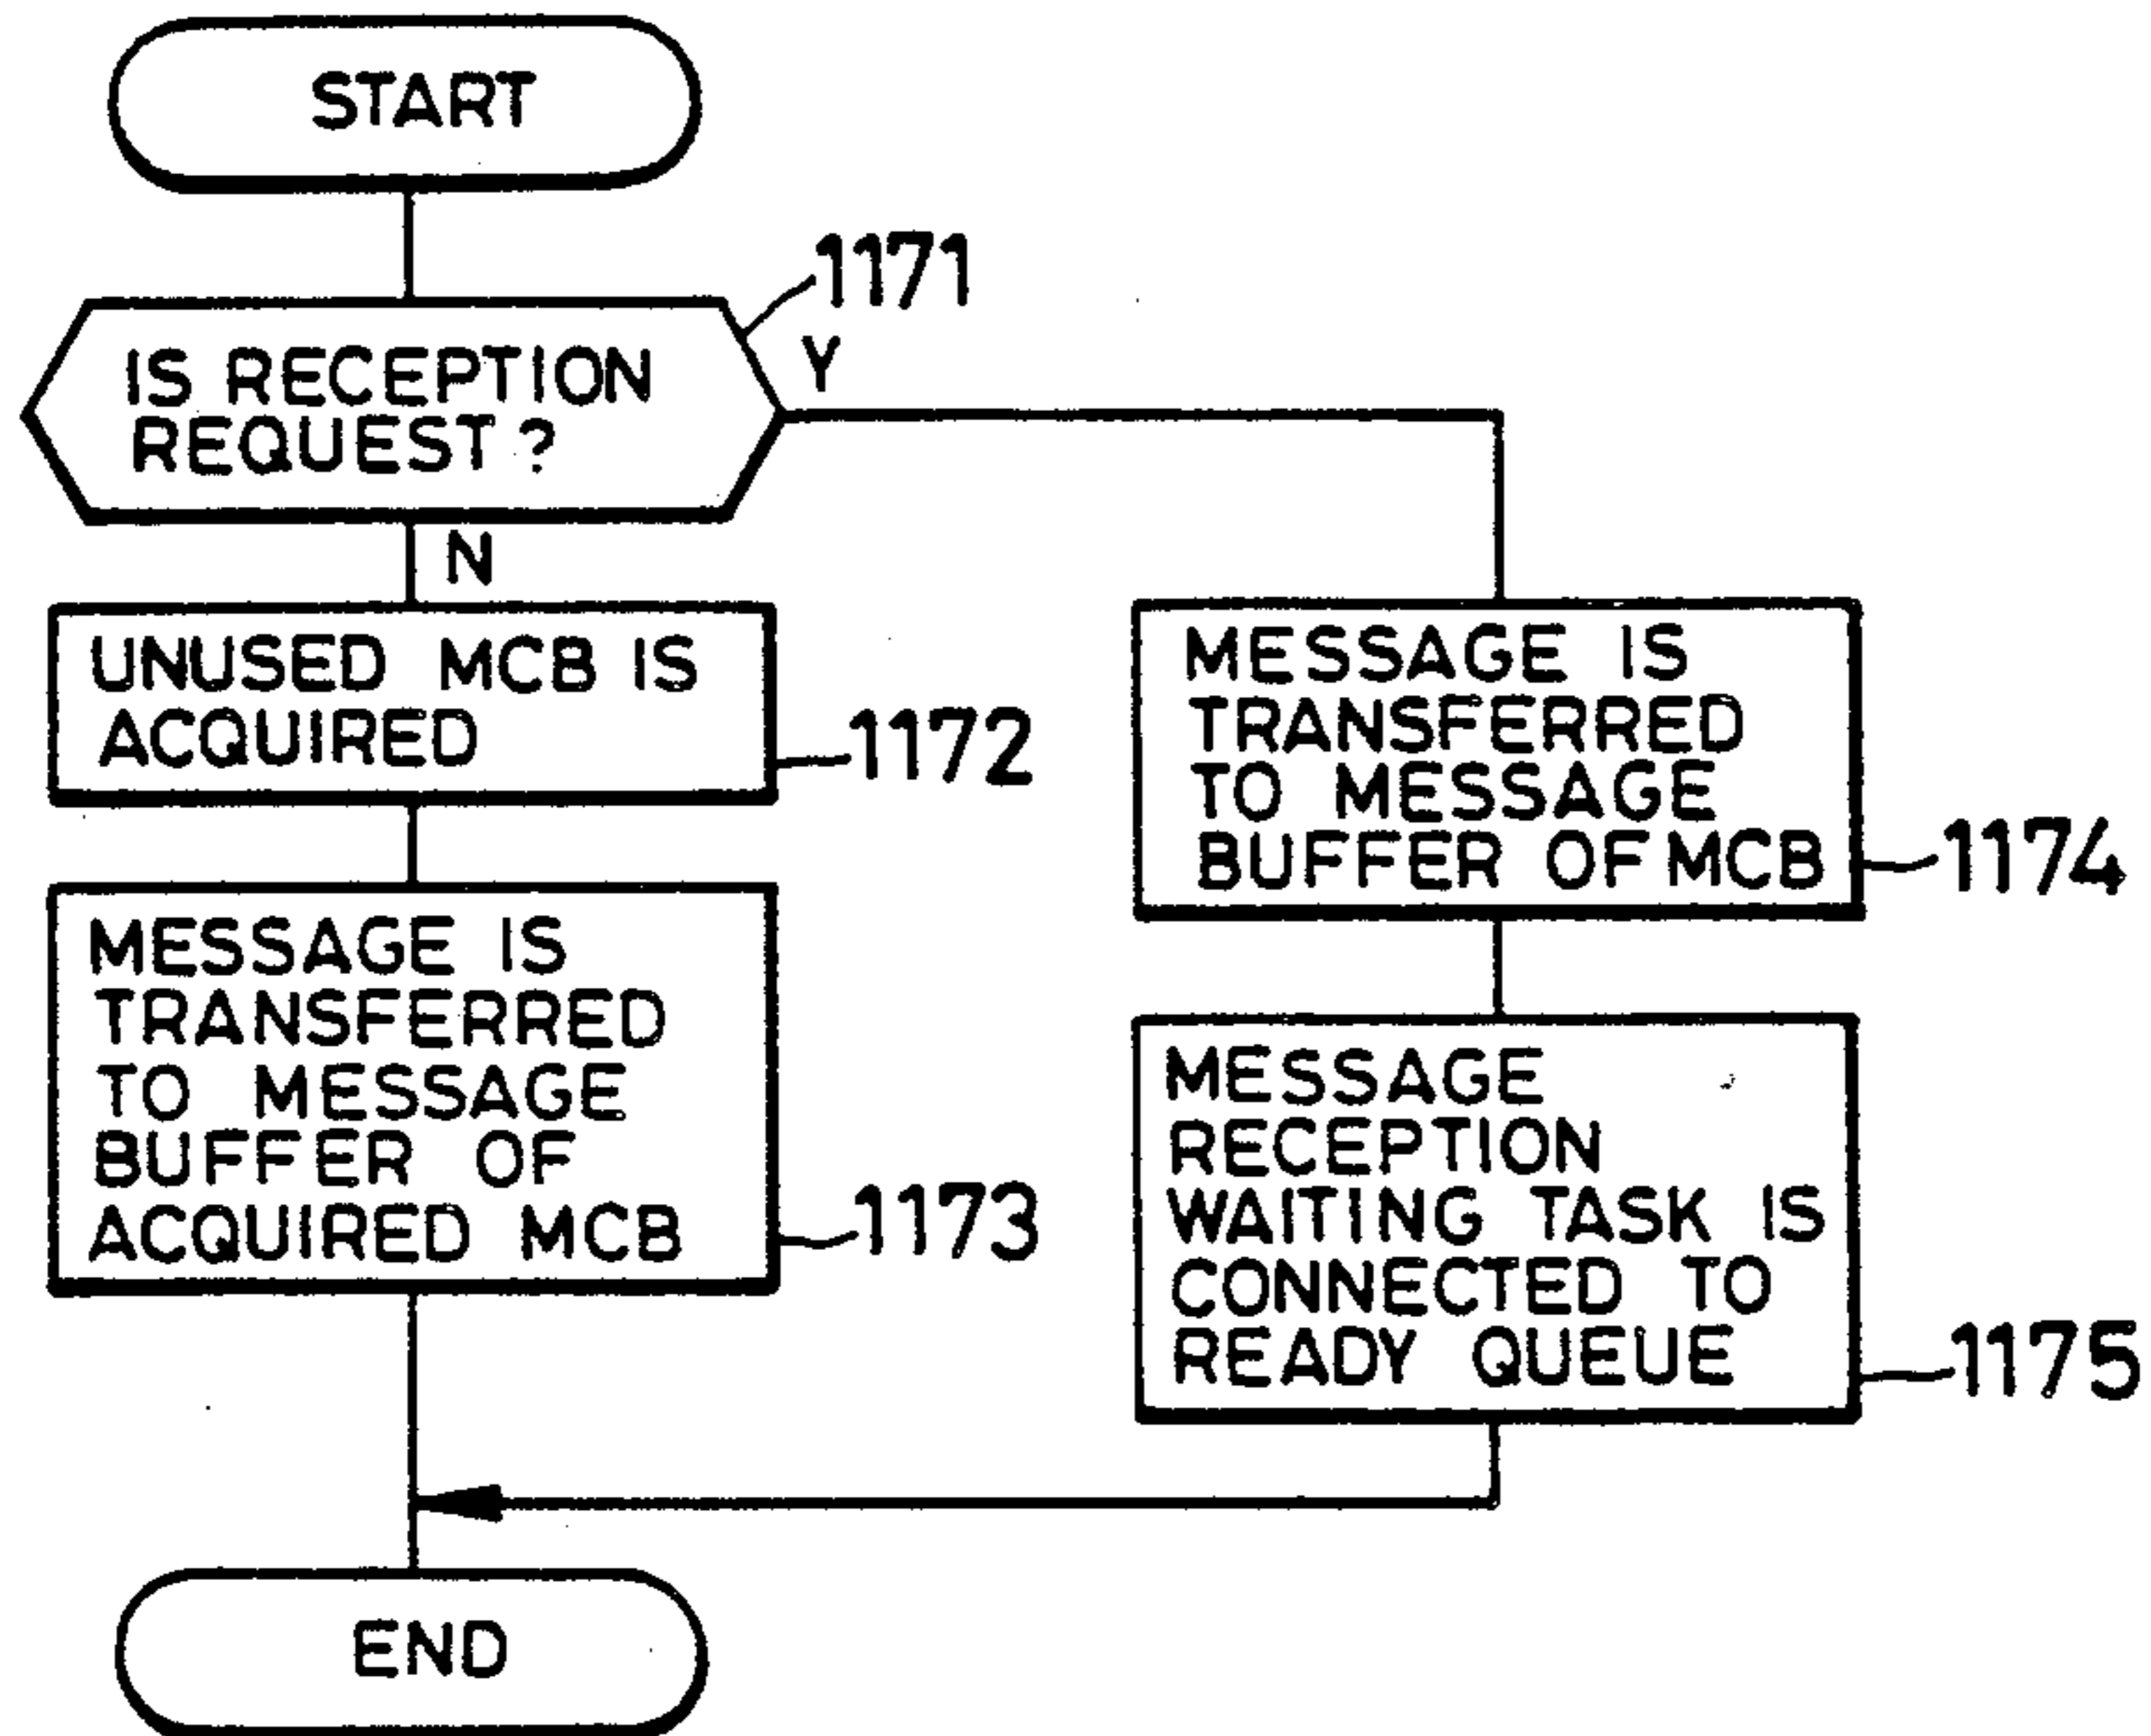 START
1171
IS RECEPTION
REQUEST?
Y
N
UNUSED MCB IS
ACQUIRED
1172
MESSAGE IS
TRANSFERRED
TO MESSAGE
BUFFER OF
ACQUIRED MCB
1173
MESSAGE IS
TRANSFERRED
TO MESSAGE
BUFFER OF MCB
1174
MESSAGE
RECEPTION
WAITING TASK IS
CONNECTED TO
READY QUEUE
1175
END